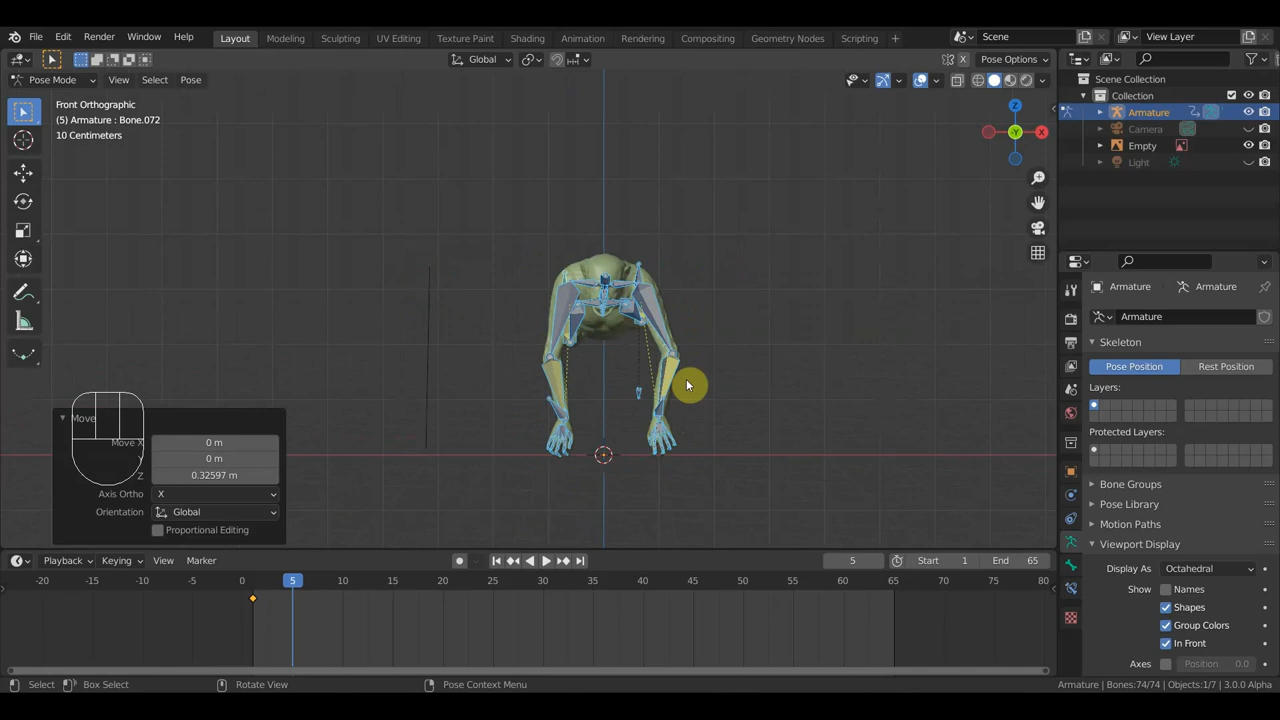 File Edit Render Window Help Layout Modeling Sculpting UV Editing Texture Paint Shading Animation Rendering Compositing Geometry Nodes Scripting + Scene View Layer
Global X Pose Options
Pose Mode View Select Pose
Front Orthographic
(5) Armature : Bone.072
10 Centimeters
Z
X
-Y
Scene Collection
Collection
Armature
Camera
Empty
Light
Armature Armature
Armature
Skeleton
Pose Position Rest Position
Layers:
Protected Layers:
Bone Groups
Pose Library
Motion Paths
Viewport Display
Display As Octahedral
Show Names
Shapes
Group Colors
In Front
Axes Position 0.0
Move
Move X 0 m
Y 0 m
Z 0.32597 m
Axis Ortho X
Orientation Global
Proportional Editing
Playback Keying View Marker 5 Start 1 End 65
-20 -10 0 5 10 15 20 25 30 35 40 45 50 55 60 65 70 75 80
Select Box Select Rotate View Pose Context Menu Armature | Bones:74/74 | Objects:1/7 | 3.0.0 Alpha